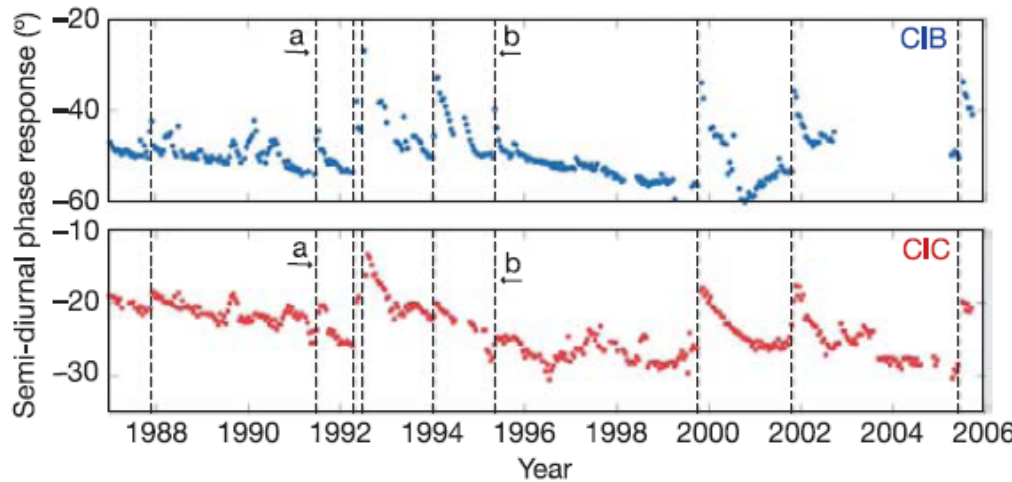 Semi-diurnal phase response (º)
–20
–40
–60
a
b
CIB
–10
–20
–30
a
b
CIC
1988 1990 1992 1994 1996 1998 2000 2002 2004 2006
Year